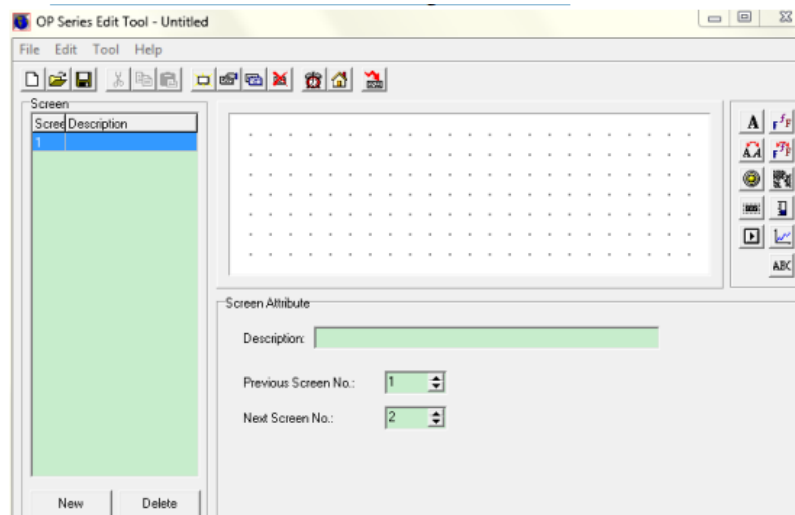 OP Series Edit Tool - Untitled
File Edit Tool Help
Screen
Scree Description
1
A
ABC
Screen Attribute
Description:
Previous Screen No.: 1
Next Screen No.: 2
New Delete